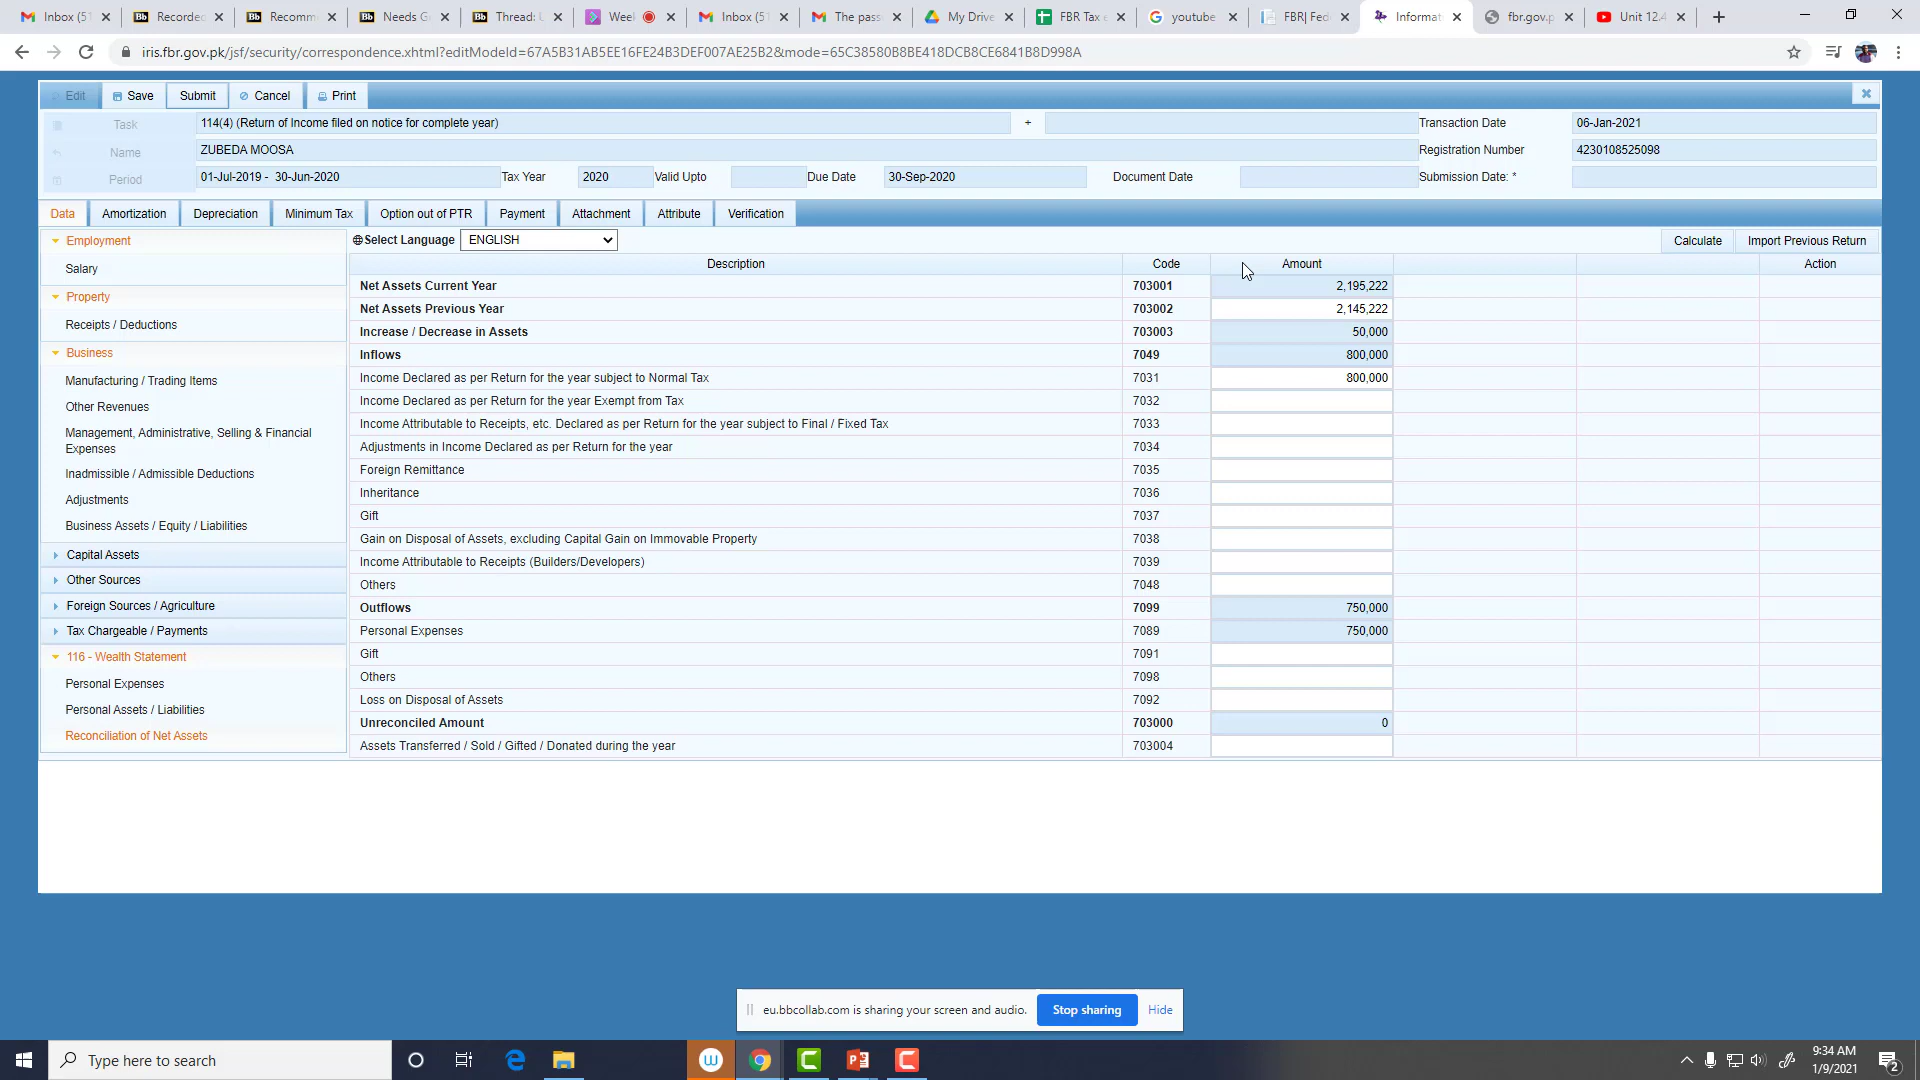 Inbox (51
Recorded
Recomm
Needs G
Thread: U
Week
Inbox (51
The pass
My Drive
FBR Tax e
youtube
FBR| Fed
Informat
fbr.gov.p
Unit 12.4
iris.fbr.gov.pk/jsf/security/correspondence.xhtml?editModeId=67A5B31AB5EE16FE24B3DEF007AE25B2&mode=65C38580B8BE418DCB8CE6841B8D998A
Edit Save Submit Cancel Print
Task 114(4) (Return of Income filed on notice for complete year) + Transaction Date 06-Jan-2021
Name ZUBEDA MOOSA Registration Number 4230108525098
Period 01-Jul-2019 - 30-Jun-2020 Tax Year 2020 Valid Upto Due Date 30-Sep-2020 Document Date Submission Date: *
Data Amortization Depreciation Minimum Tax Option out of PTR Payment Attachment Attribute Verification
Employment
Salary
Property
Receipts / Deductions
Business
Manufacturing / Trading Items
Other Revenues
Management, Administrative, Selling & Financial
Expenses
Inadmissible / Admissible Deductions
Adjustments
Business Assets / Equity / Liabilities
Capital Assets
Other Sources
Foreign Sources / Agriculture
Tax Chargeable / Payments
116 - Wealth Statement
Personal Expenses
Personal Assets / Liabilities
Reconciliation of Net Assets
Select Language ENGLISH Calculate Import Previous Return
Description Code Amount Action
Net Assets Current Year 703001 2,195,222
Net Assets Previous Year 703002 2,145,222
Increase / Decrease in Assets 703003 50,000
Inflows 7049 800,000
Income Declared as per Return for the year subject to Normal Tax 7031 800,000
Income Declared as per Return for the year Exempt from Tax 7032
Income Attributable to Receipts, etc. Declared as per Return for the year subject to Final / Fixed Tax 7033
Adjustments in Income Declared as per Return for the year 7034
Foreign Remittance 7035
Inheritance 7036
Gift 7037
Gain on Disposal of Assets, excluding Capital Gain on Immovable Property 7038
Income Attributable to Receipts (Builders/Developers) 7039
Others 7048
Outflows 7099 750,000
Personal Expenses 7089 750,000
Gift 7091
Others 7098
Loss on Disposal of Assets 7092
Unreconciled Amount 703000 0
Assets Transferred / Sold / Gifted / Donated during the year 703004
eu.bbcollab.com is sharing your screen and audio. Stop sharing Hide
Type here to search
9:34 AM
1/9/2021
2